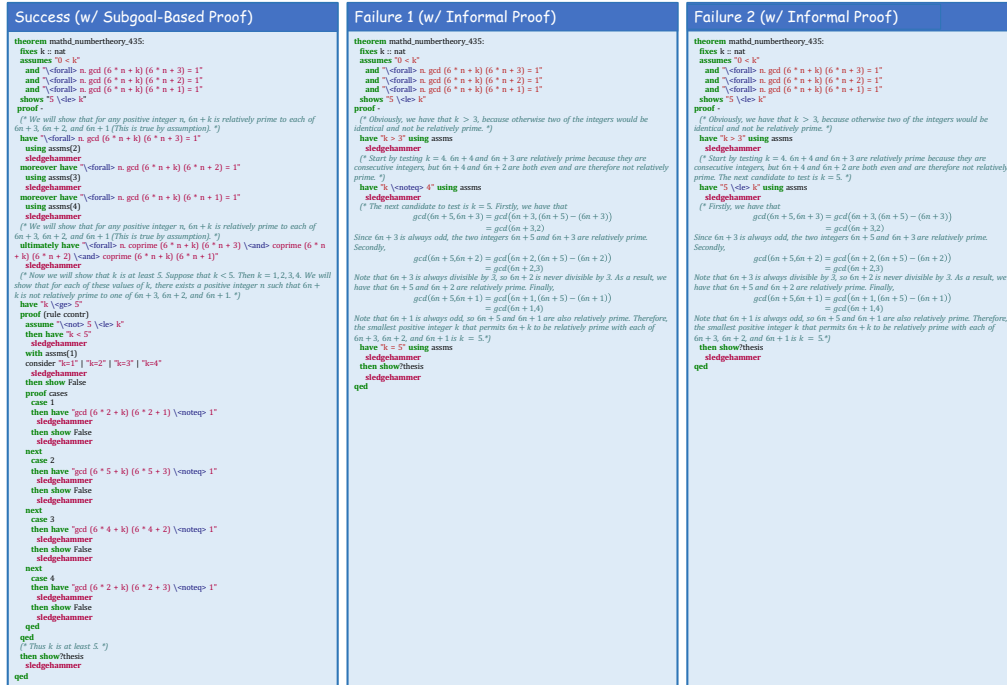 Success (w/ Subgoal-Based Proof)
theorem mathd_numbertheory_435:
fixes k :: nat
assumes "0 < k"
and "\<forall> n. gcd (6 * n + k) (6 * n + 3) = 1"
and "\<forall> n. gcd (6 * n + k) (6 * n + 2) = 1"
and "\<forall> n. gcd (6 * n + k) (6 * n + 1) = 1"
shows "5 \<le> k"
proof -
(* We will show that for any positive integer n, 6n + k is relatively prime to each of
6n + 3, 6n + 2, and 6n + 1 (This is true by assumption). *)
have "\<forall> n. gcd (6 * n + k) (6 * n + 3) = 1"
using assms(2)
sledgehammer
moreover have "\<forall> n. gcd (6 * n + k) (6 * n + 2) = 1"
using assms(3)
sledgehammer
moreover have "\<forall> n. gcd (6 * n + k) (6 * n + 1) = 1"
using assms(4)
sledgehammer
(* We will show that for any positive integer n, 6n + k is relatively prime to each of
6n + 3, 6n + 2, and 6n + 1 (This is true by assumption). *)
ultimately have "\<forall> n. coprime (6 * n + k) (6 * n + 3) \<and> coprime (6 * n
+ k) (6 * n + 2) \<and> coprime (6 * n + k) (6 * n + 1)"
sledgehammer
(* Now we will show that k is at least 5. Suppose that k < 5. Then k = 1, 2, 3, 4. We will
show that for each of these values of k, there exists a positive integer n such that 6n +
k is not relatively prime to one of 6n + 3, 6n + 2, and 6n + 1. *)
have "k \<ge> 5"
proof (rule ccontr)
assume "\<not> 5 \<le> k"
then have "k < 5"
sledgehammer
with assms(1)
consider "k=1" | "k=2" | "k=3" | "k=4"
sledgehammer
then show False
proof cases
case 1
then have "gcd (6 * 2 + k) (6 * 2 + 1) \<noteq> 1"
sledgehammer
then show False
sledgehammer
next
case 2
then have "gcd (6 * 5 + k) (6 * 5 + 3) \<noteq> 1"
sledgehammer
then show False
sledgehammer
next
case 3
then have "gcd (6 * 4 + k) (6 * 4 + 2) \<noteq> 1"
sledgehammer
then show False
sledgehammer
next
case 4
then have "gcd (6 * 2 + k) (6 * 2 + 3) \<noteq> 1"
sledgehammer
then show False
sledgehammer
qed
qed
(* Thus k is at least 5. *)
then show?thesis
sledgehammer
qed
Failure 1 (w/ Informal Proof)
theorem mathd_numbertheory_435:
fixes k :: nat
assumes "0 < k"
and "\<forall> n. gcd (6 * n + k) (6 * n + 3) = 1"
and "\<forall> n. gcd (6 * n + k) (6 * n + 2) = 1"
and "\<forall> n. gcd (6 * n + k) (6 * n + 1) = 1"
shows "5 \<le> k"
proof -
(* Obviously, we have that k > 3, because otherwise two of the integers would be
identical and not be relatively prime. *)
have "k > 3" using assms
sledgehammer
(* Start by testing k = 4. 6n + 4 and 6n + 3 are relatively prime because they are
consecutive integers, but 6n + 4 and 6n + 2 are both even and are therefore not relatively
prime. *)
have "k \<noteq> 4" using assms
sledgehammer
(* The next candidate to test is k = 5. Firstly, we have that
gcd(6n + 5, 6n + 3) = gcd(6n + 3, (6n + 5) − (6n + 3))
= gcd(6n + 3,2)
Since 6n + 3 is always odd, the two integers 6n + 5 and 6n + 3 are relatively prime.
Secondly,
gcd(6n + 5,6n + 2) = gcd(6n + 2, (6n + 5) − (6n + 2))
= gcd(6n + 2,3)
Note that 6n + 3 is always divisible by 3, so 6n + 2 is never divisible by 3. As a result, we
have that 6n + 5 and 6n + 2 are relatively prime. Finally,
gcd(6n + 5,6n + 1) = gcd(6n + 1, (6n + 5) − (6n + 1))
= gcd(6n + 1,4)
Note that 6n + 1 is always odd, so 6n + 5 and 6n + 1 are also relatively prime. Therefore,
the smallest positive integer k that permits 6n + k to be relatively prime with each of
6n + 3, 6n + 2, and 6n + 1 is k = 5.*)
have "k = 5" using assms
sledgehammer
then show?thesis
sledgehammer
qed
Failure 2 (w/ Informal Proof)
theorem mathd_numbertheory_435:
fixes k :: nat
assumes "0 < k"
and "\<forall> n. gcd (6 * n + k) (6 * n + 3) = 1"
and "\<forall> n. gcd (6 * n + k) (6 * n + 2) = 1"
and "\<forall> n. gcd (6 * n + k) (6 * n + 1) = 1"
shows "5 \<le> k"
proof -
(* Obviously, we have that k > 3, because otherwise two of the integers would be
identical and not be relatively prime. *)
have "k > 3" using assms
sledgehammer
(* Start by testing k = 4. 6n + 4 and 6n + 3 are relatively prime because they are
consecutive integers, but 6n + 4 and 6n + 2 are both even and are therefore not relatively
prime. The next candidate to test is k = 5. *)
have "5 \<le> k" using assms
sledgehammer
(* Firstly, we have that
gcd(6n + 5,6n + 3) = gcd(6n + 3, (6n + 5) − (6n + 3))
= gcd(6n + 3,2)
Since 6n + 3 is always odd, the two integers 6n + 5 and 6n + 3 are relatively prime.
Secondly,
gcd(6n + 5,6n + 2) = gcd(6n + 2, (6n + 5) − (6n + 2))
= gcd(6n + 2,3)
Note that 6n + 3 is always divisible by 3, so 6n + 2 is never divisible by 3. As a result, we
have that 6n + 5 and 6n + 2 are relatively prime. Finally,
gcd(6n + 5,6n + 1) = gcd(6n + 1, (6n + 5) − (6n + 1))
= gcd(6n + 1,4)
Note that 6n + 1 is always odd, so 6n + 5 and 6n + 1 are also relatively prime. Therefore,
the smallest positive integer k that permits 6n + k to be relatively prime with each of
6n + 3, 6n + 2, and 6n + 1 is k = 5.*)
then show?thesis
sledgehammer
qed